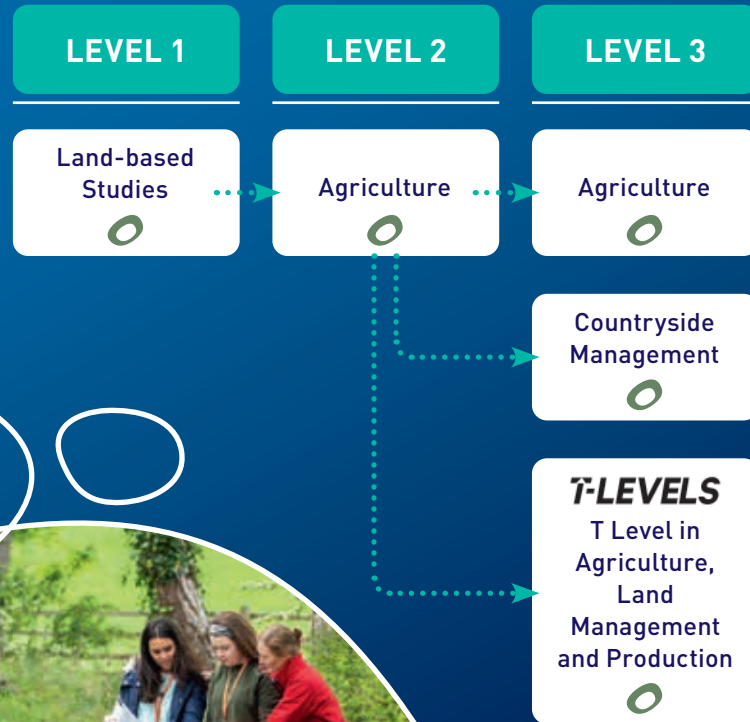 LEVEL 1
LEVEL 2
LEVEL 3
Land-based
Studies
Agriculture
Agriculture
Countryside
Management
T-LEVELS
T Level in
Agriculture,
Land
Management
and Production